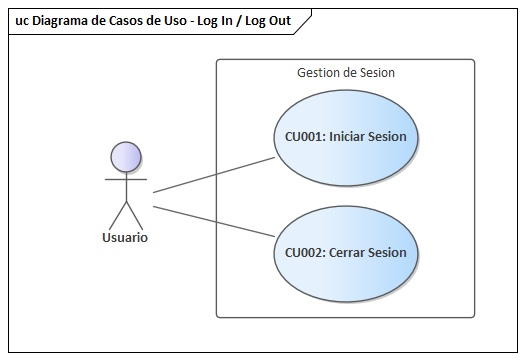 uc Diagrama de Casos de Uso - Log In / Log Out
Gestion de Sesion
CU001: Iniciar Sesion
Usuario
CU002: Cerrar Sesion